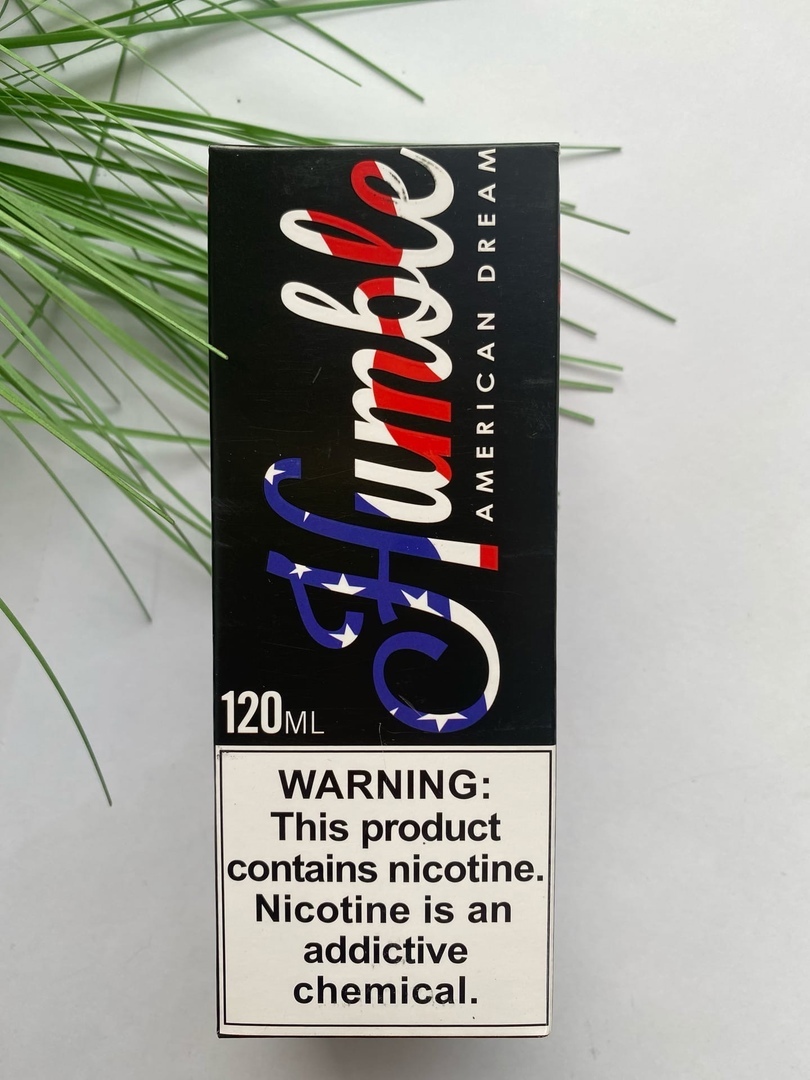 Humble
AMERICAN DREAM
120ML
WARNING:
This product
contains nicotine.
Nicotine is an
addictive
chemical.